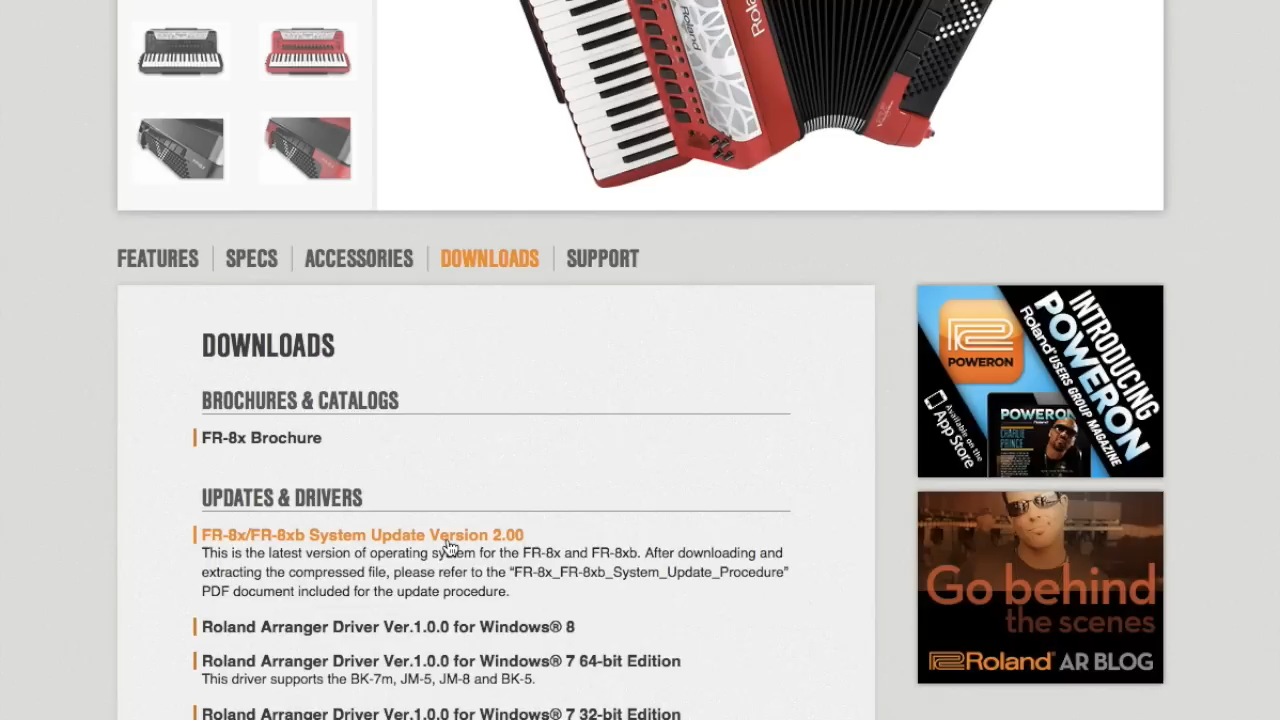 Roland
Roland
FEATURES
SPECS
ACCESSORIES
DOWNLOADS
SUPPORT
DOWNLOADS
BROCHURES & CATALOGS
FR-8x Brochure
UPDATES & DRIVERS
FR-8x/FR-8xb System Update Version 2.00
This is the latest version of operating system for the FR-8x and FR-8xb. After downloading and
extracting the compressed file, please refer to the “FR-8x_FR-8xb_System_Update_Procedure”
PDF document included for the update procedure.
Roland Arranger Driver Ver.1.0.0 for Windows® 8
Roland Arranger Driver Ver.1.0.0 for Windows® 7 64-bit Edition
This driver supports the BK-7m, JM-5, JM-8 and BK-5.
Roland Arranger Driver Ver.1.0.0 for Windows® 7 32-bit Edition
INTRODUCING
POWERON
Roland USERS GROUP MAGAZINE
POWERON
Available on the
App Store
POWERON
CHARLIE
PRINCE
Go behind
the scenes
Roland® AR BLOG